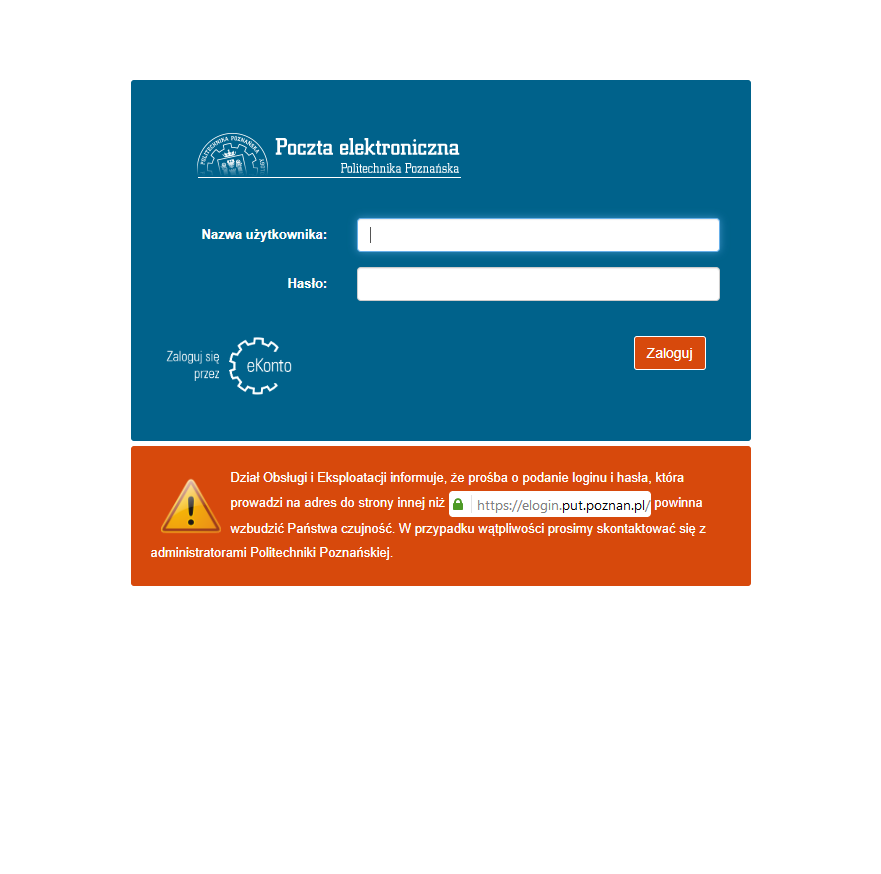 POLITECHNIKA POZNAŃSKA
Poczta elektroniczna
Politechnika Poznańska
Nazwa użytkownika:
Hasło:
Zaloguj się
przez
eKonto
Zaloguj
Dział Obsługi i Eksploatacji informuje, że prośba o podanie loginu i hasła, która
prowadzi na adres do strony innej niż https://elogin.put.poznan.pl/ powinna
wzbudzić Państwa czujność. W przypadku wątpliwości prosimy skontaktować się z
administratorami Politechniki Poznańskiej.